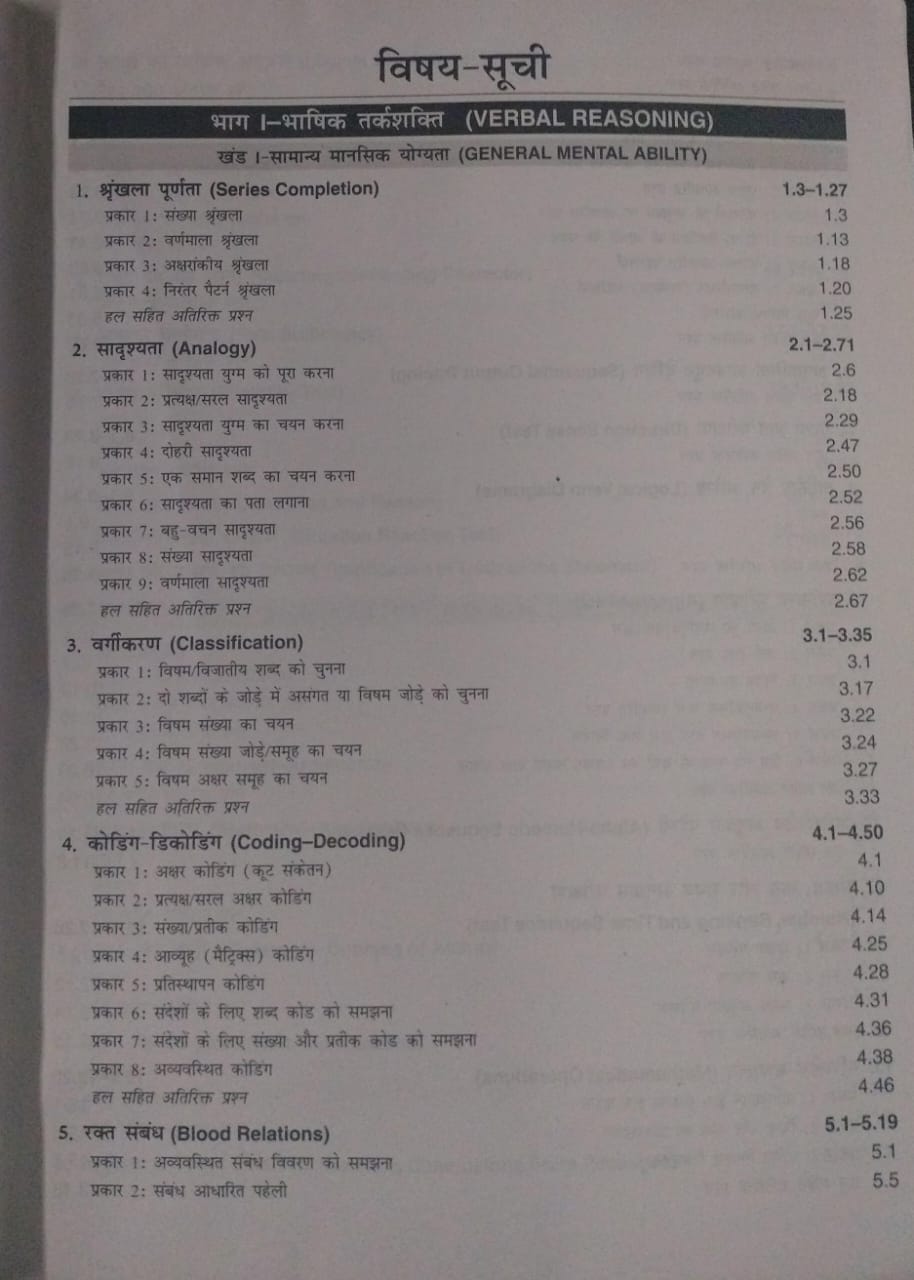 विषय-सूची
भाग I–भाषिक तर्कशक्ति (VERBAL REASONING)
खंड I-सामान्य मानसिक योग्यता (GENERAL MENTAL ABILITY)
1. श्रृंखला पूर्णता (Series Completion) 1.3–1.27
प्रकार 1: संख्या श्रृंखला 1.3
प्रकार 2: वर्णमाला श्रृंखला 1.13
प्रकार 3: अक्षरांकीय श्रृंखला 1.18
प्रकार 4: निरंतर पैटर्न श्रृंखला 1.20
हल सहित अतिरिक्त प्रश्न 1.25
2. सादृश्यता (Analogy) 2.1–2.71
प्रकार 1: सादृश्यता युग्म को पूरा करना 2.6
प्रकार 2: प्रत्यक्ष/सरल सादृश्यता 2.18
प्रकार 3: सादृश्यता युग्म का चयन करना 2.29
प्रकार 4: दोहरी सादृश्यता 2.47
प्रकार 5: एक समान शब्द का चयन करना 2.50
प्रकार 6: सादृश्यता का पता लगाना 2.52
प्रकार 7: बहु-वचन सादृश्यता 2.56
प्रकार 8: संख्या सादृश्यता 2.58
प्रकार 9: वर्णमाला सादृश्यता 2.62
हल सहित अतिरिक्त प्रश्न 2.67
3. वर्गीकरण (Classification) 3.1–3.35
प्रकार 1: विषम/विजातीय शब्द को चुनना 3.1
प्रकार 2: दो शब्दों के जोड़े में असंगत या विषम जोड़े को चुनना 3.17
प्रकार 3: विषम संख्या का चयन 3.22
प्रकार 4: विषम संख्या जोड़े/समूह का चयन 3.24
प्रकार 5: विषम अक्षर समूह का चयन 3.27
हल सहित अतिरिक्त प्रश्न 3.33
4. कोडिंग-डिकोडिंग (Coding–Decoding) 4.1–4.50
प्रकार 1: अक्षर कोडिंग (कूट संकेतन) 4.1
प्रकार 2: प्रत्यक्ष/सरल अक्षर कोडिंग 4.10
प्रकार 3: संख्या/प्रतीक कोडिंग 4.14
प्रकार 4: आव्यूह (मैट्रिक्स) कोडिंग 4.25
प्रकार 5: प्रतिस्थापन कोडिंग 4.28
प्रकार 6: संदेशों के लिए शब्द कोड को समझना 4.31
प्रकार 7: संदेशों के लिए संख्या और प्रतीक कोड को समझना 4.36
प्रकार 8: अव्यवस्थित कोडिंग 4.38
हल सहित अतिरिक्त प्रश्न 4.46
5. रक्त संबंध (Blood Relations) 5.1–5.19
प्रकार 1: अव्यवस्थित संबंध विवरण को समझना 5.1
प्रकार 2: संबंध आधारित पहेली 5.5